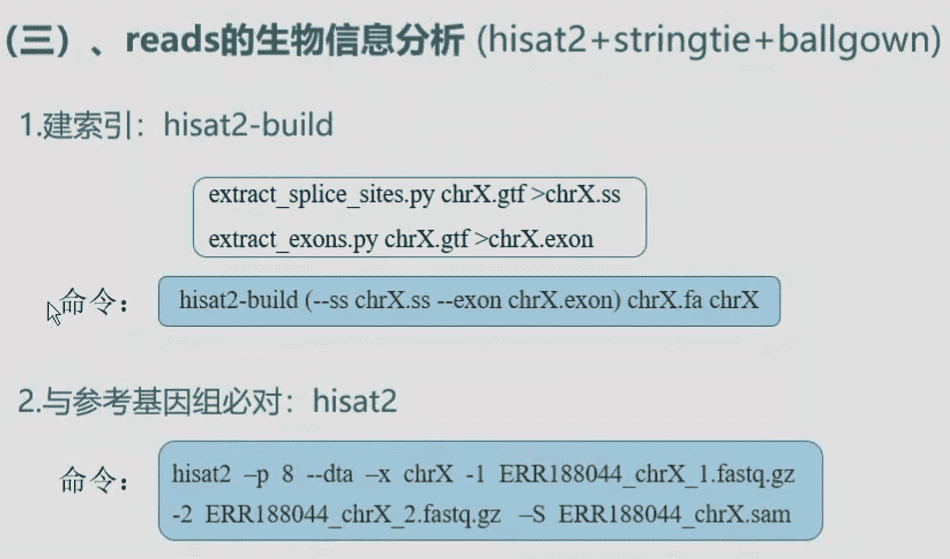 (三）、reads的生物信息分析 (hisat2+stringtie+ballgown)
1.建索引：hisat2-build
extract_splice_sites.py chrX.gtf >chrX.ss
extract_exons.py chrX.gtf >chrX.exon
命令： hisat2-build (--ss chrX.ss --exon chrX.exon) chrX.fa chrX
2.与参考基因组必对：hisat2
命令： hisat2 –p 8 --dta –x chrX -1 ERR188044_chrX_1.fastq.gz
-2 ERR188044_chrX_2.fastq.gz –S ERR188044_chrX.sam